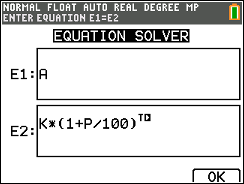 NORMAL FLOAT AUTO REAL DEGREE MP
ENTER EQUATION E1=E2
EQUATION SOLVER
E1: A
E2: K*(1+P/100)^T
OK